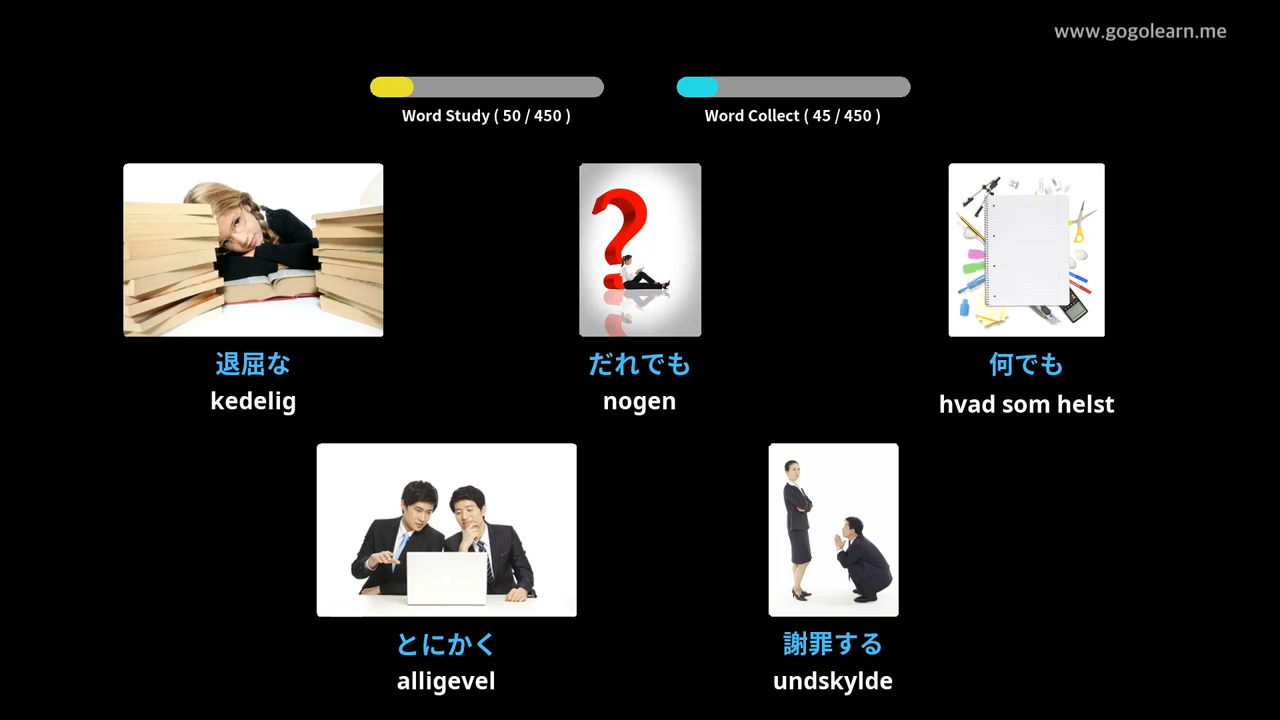 www.gogolearn.me
Word Study ( 50 / 450 )
Word Collect ( 45 / 450 )
退屈な
kedelig
だれでも
nogen
何でも
hvad som helst
とにかく
alligevel
謝罪する
undskylde